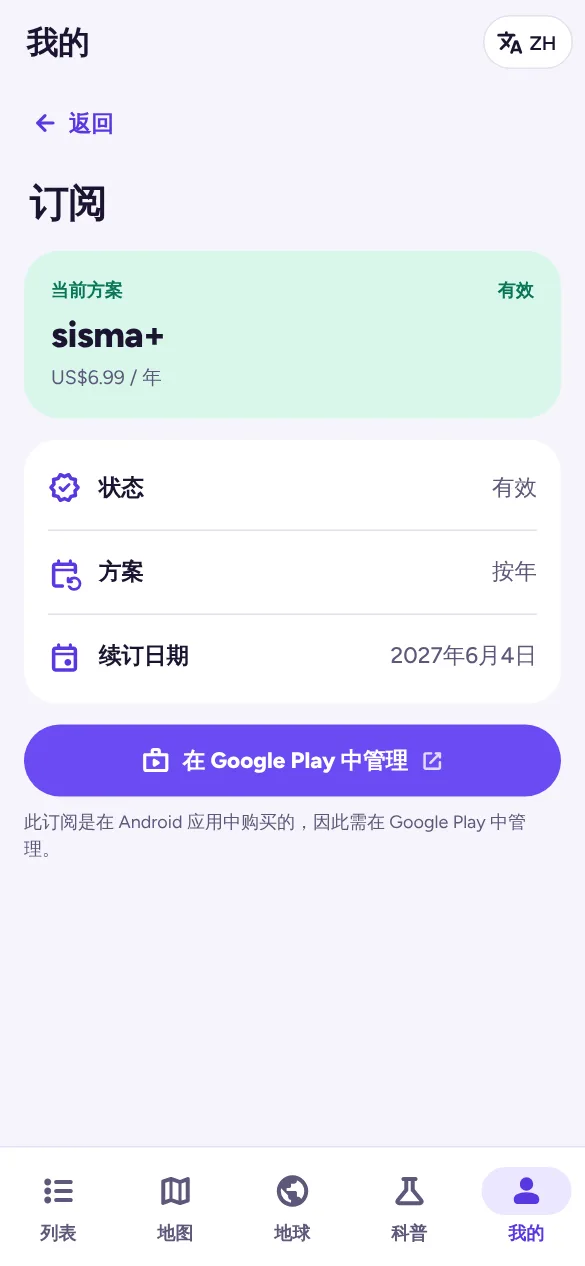 我的
ZH
返回
订阅
当前方案
有效
sisma+
US$6.99 / 年
状态
有效
方案
按年
续订日期
2027年6月4日
在 Google Play 中管理
此订阅是在 Android 应用中购买的，因此需在 Google Play 中管
理。
列表
地图
地球
科普
我的